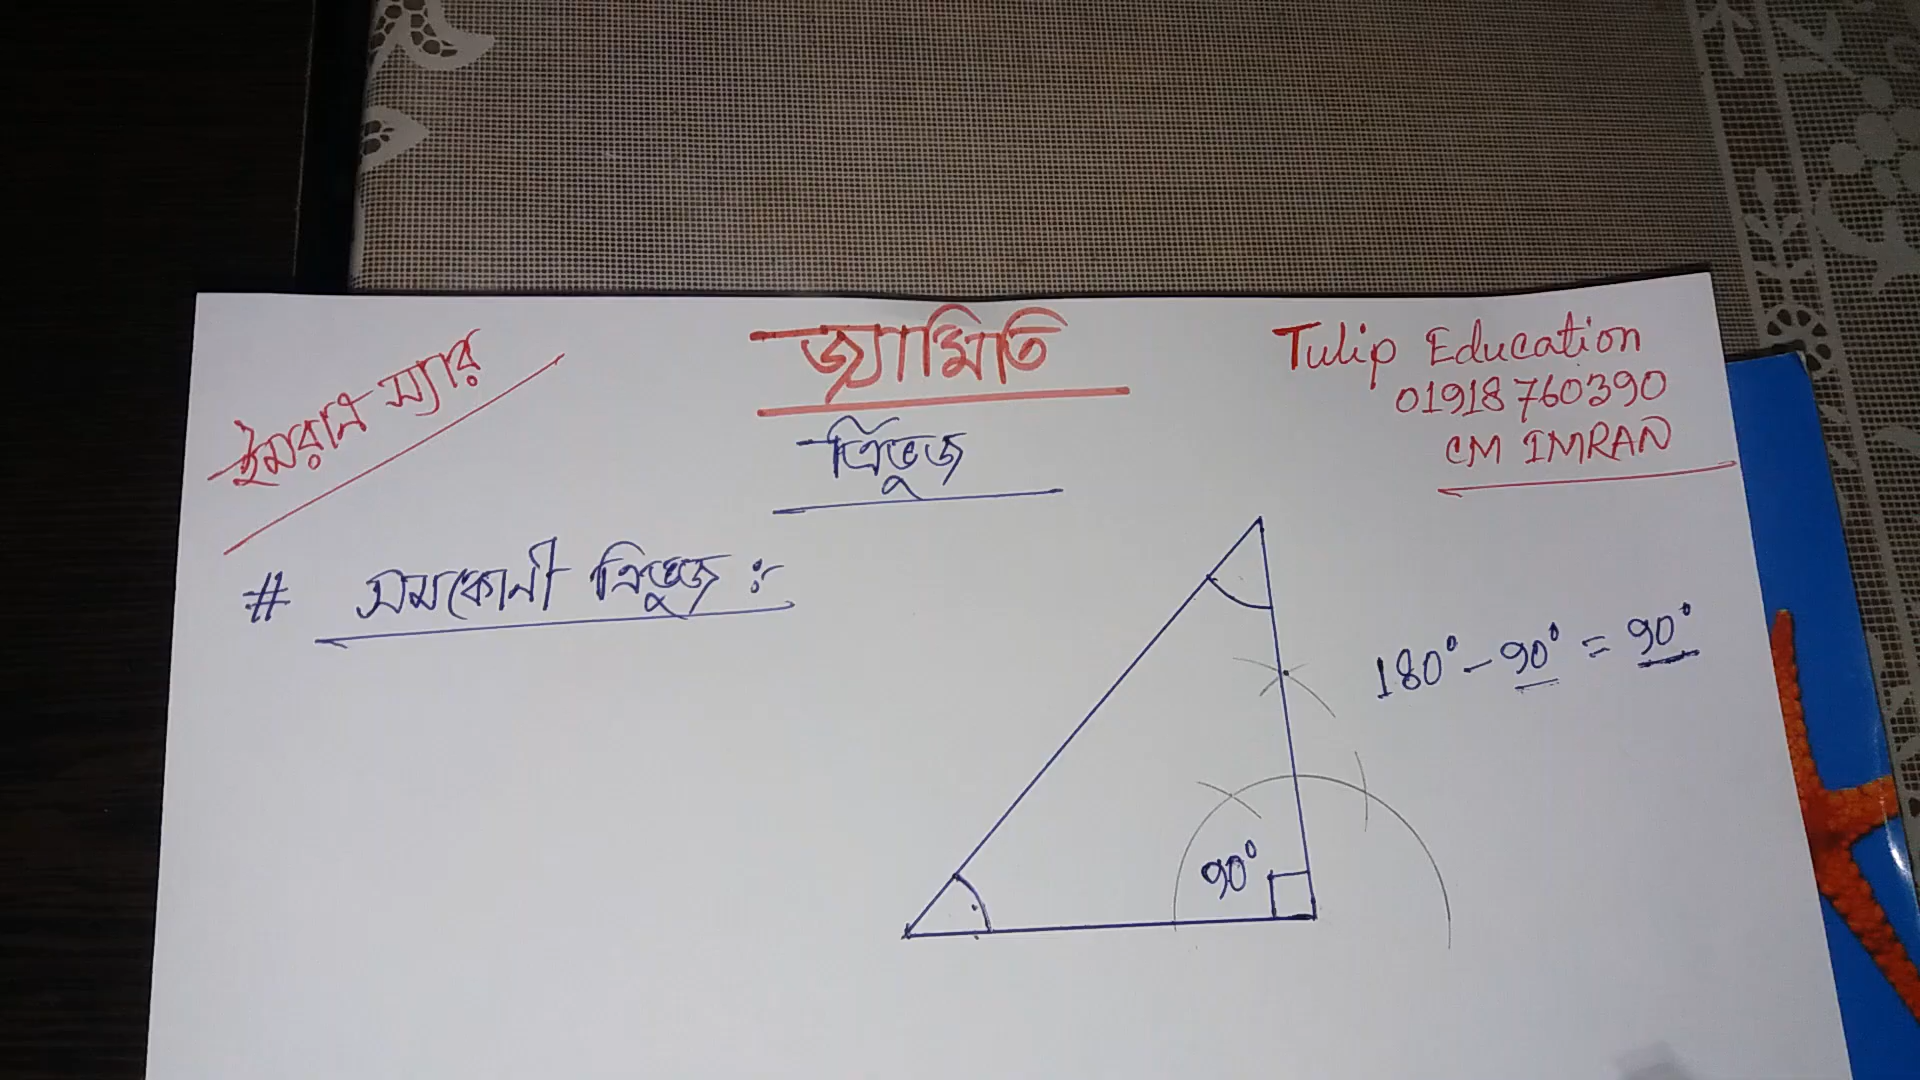 ইমরান স্যার
জ্যামিতি
ত্রিভুজ
Tulip Education
01918760390
CM IMRAN
# সমকোনী ত্রিভুজ :-
180° - 90° = 90°
90°